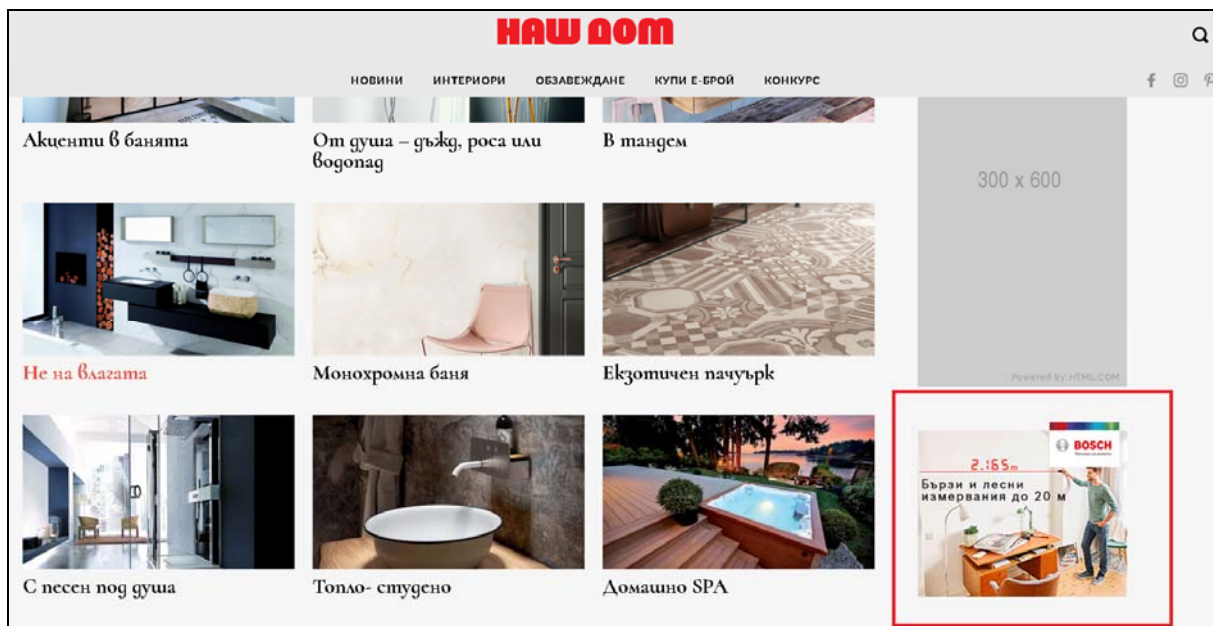 НАШ ДОМ
НОВИНИ ИНТЕРИОРИ ОБЗАВЕЖДАНЕ КУПИ Е-БРОЙ КОНКУРС
Акценти в банята
От душа – дъжд, роса или
водопад
В тандем
300 x 600
Powered by HTML.COM
Не на влагата
Монохромна баня
Екзотичен пачуърк
BOSCH
2.165m
Бързи и лесни
измервания до 20 м
С песен под душа
Топло- студено
Домашно SPA